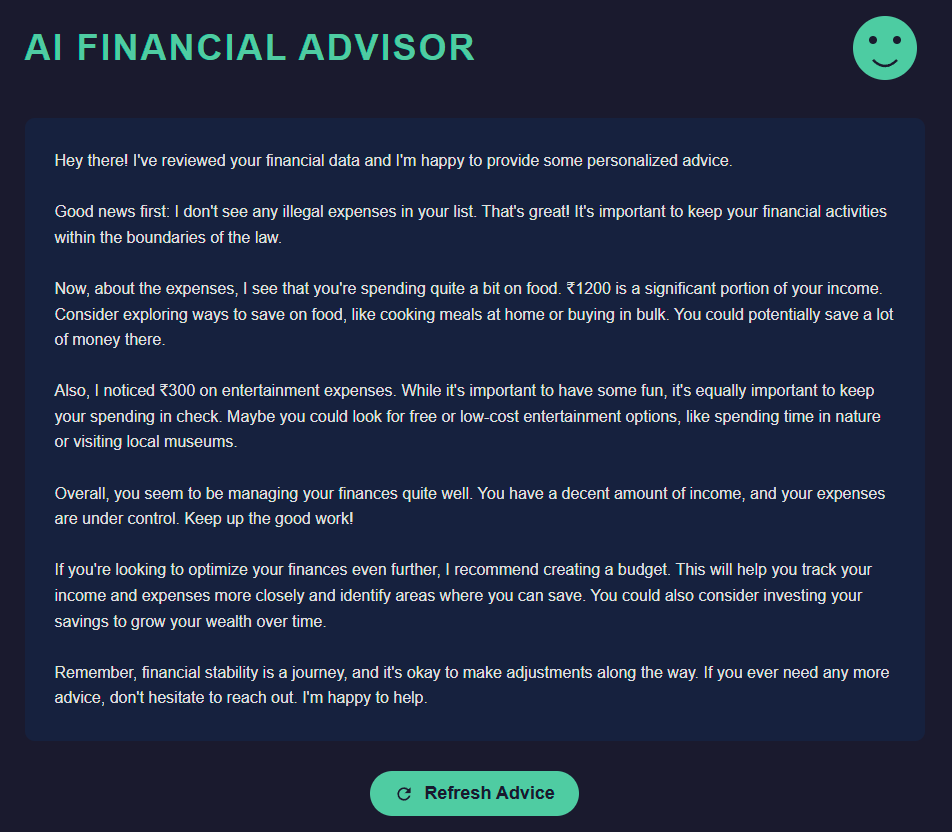 AI FINANCIAL ADVISOR
Hey there! I've reviewed your financial data and I'm happy to provide some personalized advice.
Good news first: I don't see any illegal expenses in your list. That's great! It's important to keep your financial activities
within the boundaries of the law.
Now, about the expenses, I see that you're spending quite a bit on food. ₹1200 is a significant portion of your income.
Consider exploring ways to save on food, like cooking meals at home or buying in bulk. You could potentially save a lot
of money there.
Also, I noticed ₹300 on entertainment expenses. While it's important to have some fun, it's equally important to keep
your spending in check. Maybe you could look for free or low-cost entertainment options, like spending time in nature
or visiting local museums.
Overall, you seem to be managing your finances quite well. You have a decent amount of income, and your expenses
are under control. Keep up the good work!
If you're looking to optimize your finances even further, I recommend creating a budget. This will help you track your
income and expenses more closely and identify areas where you can save. You could also consider investing your
savings to grow your wealth over time.
Remember, financial stability is a journey, and it's okay to make adjustments along the way. If you ever need any more
advice, don't hesitate to reach out. I'm happy to help.
Refresh Advice